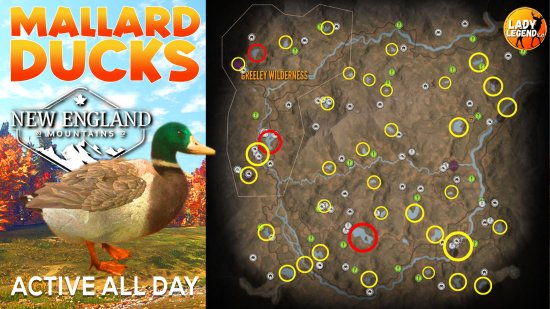 MALLARD
DUCKS
NEW ENGLAND
MOUNTAINS
ACTIVE ALL DAY
GREELEY WILDERNESS
LADY
LEGEND